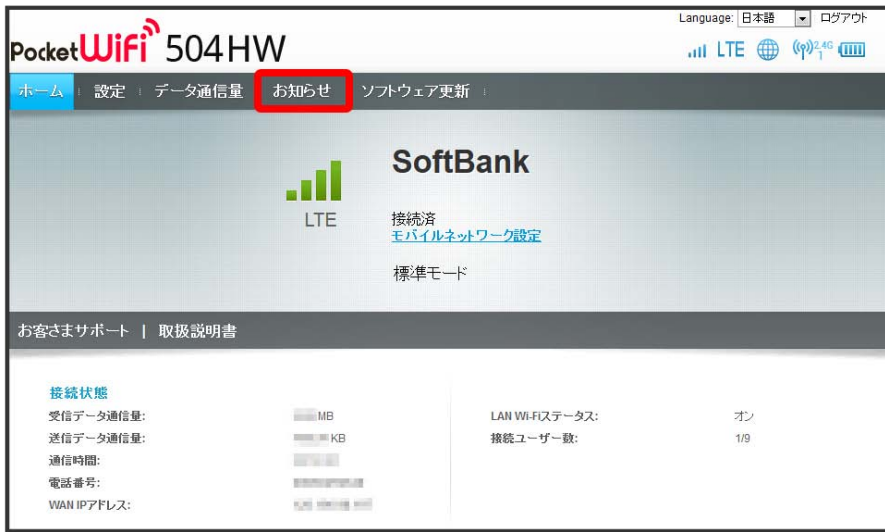 Language: 日本語 ログアウト
PocketWiFi 504HW
LTE 2.4G 1
ホーム 設定 データ通信量 お知らせ ソフトウェア更新
SoftBank
LTE
接続済
モバイルネットワーク設定
標準モード
お客さまサポート | 取扱説明書
接続状態
受信データ通信量: MB
送信データ通信量: KB
通信時間:
電話番号:
WAN IPアドレス:
LAN Wi-Fiステータス: オン
接続ユーザー数: 1/9